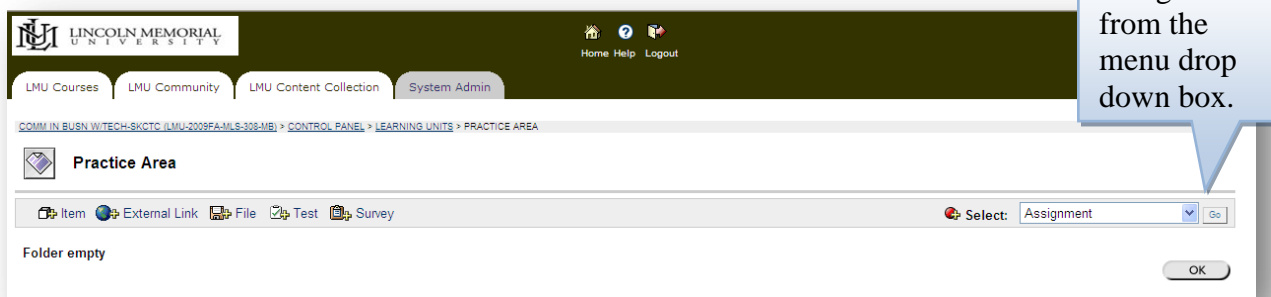 from the
menu drop
down box.
LINCOLN MEMORIAL
UNIVERSITY
Home Help Logout
LMU Courses LMU Community LMU Content Collection System Admin
COMM IN BUSN W/TECH-SKCTC (LMU-2009FA-MLS-308-MB) > CONTROL PANEL > LEARNING UNITS > PRACTICE AREA
Practice Area
Item External Link File Test Survey Select: Assignment Go
Folder empty
OK